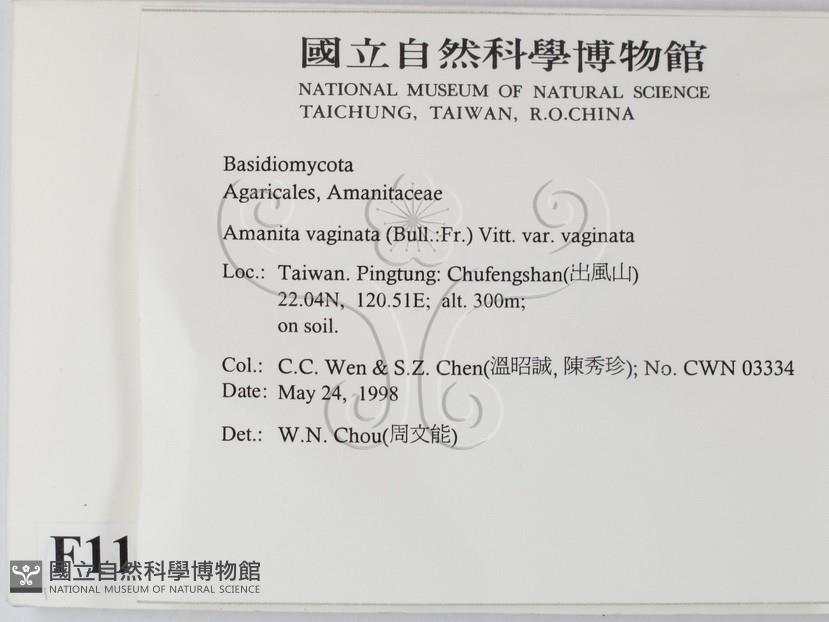 國立自然科學博物館
NATIONAL MUSEUM OF NATURAL SCIENCE
TAICHUNG, TAIWAN, R.O.CHINA
Basidiomycota
Agaricales, Amanitaceae
Amanita vaginata (Bull.:Fr.) Vitt. var. vaginata
Loc.: Taiwan. Pingtung: Chufengshan(出風山)
22.04N, 120.51E; alt. 300m;
on soil.
Col.: C.C. Wen & S.Z. Chen(溫昭誠, 陳秀珍); No. CWN 03334
Date: May 24, 1998
Det.: W.N. Chou(周文能)
F11
國立自然科學博物館
NATIONAL MUSEUM OF NATURAL SCIENCE